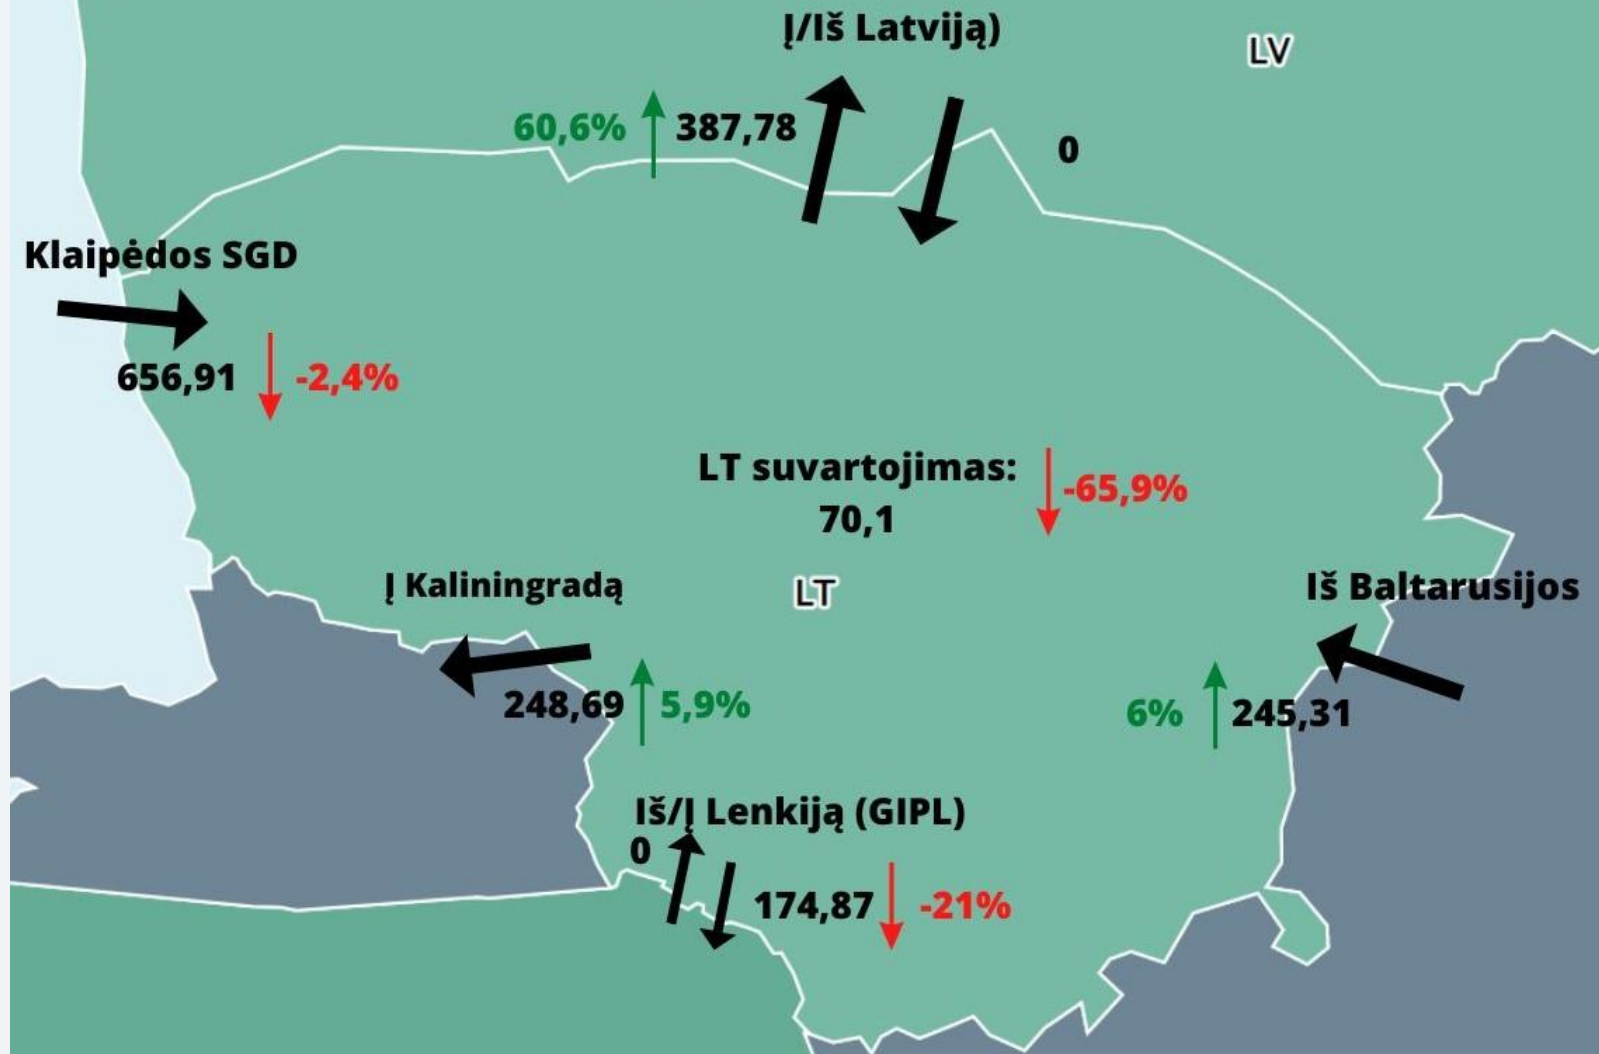 Į/Iš Latviją)
LV
60,6% 387,78
0
Klaipėdos SGD
656,91 -2,4%
LT suvartojimas:
70,1
-65,9%
Į Kaliningradą
LT
Iš Baltarusijos
248,69 5,9%
6% 245,31
Iš/Į Lenkiją (GIPL)
0
174,87 -21%